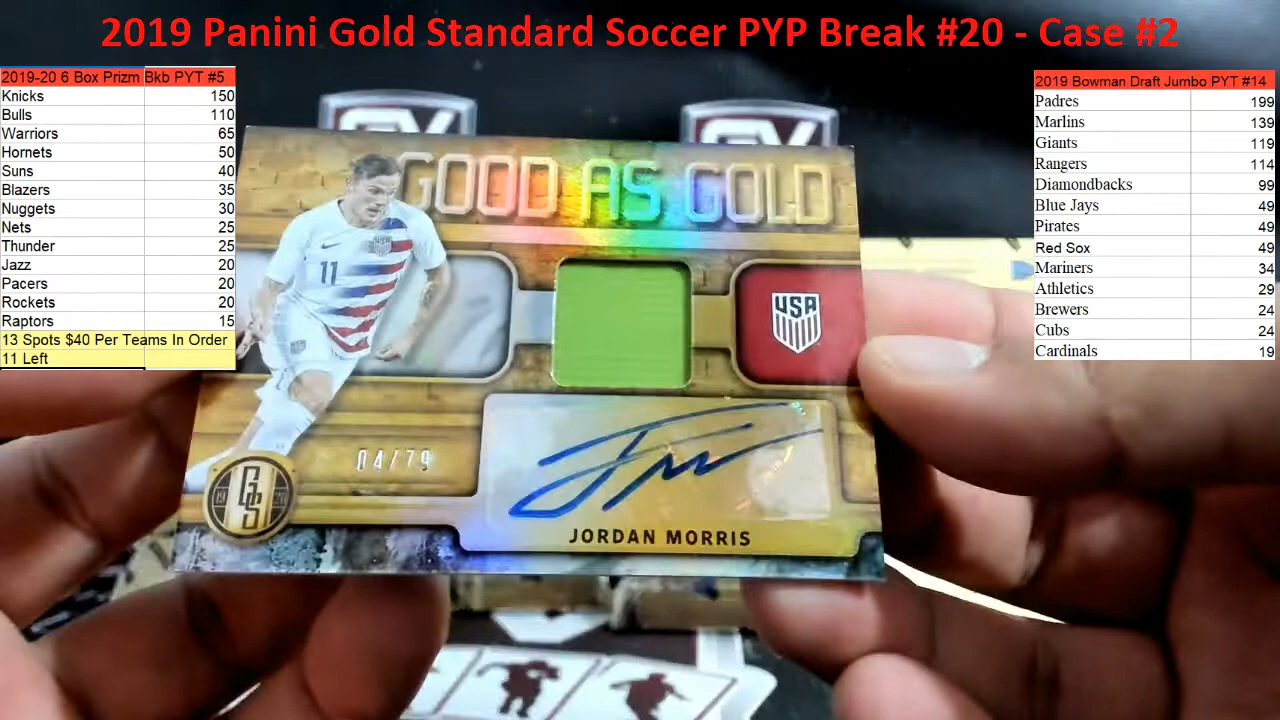 2019 Panini Gold Standard Soccer PYP Break #20 - Case #2
2019-20 6 Box Prizm Bkb PYT #5
Knicks 150
Bulls 110
Warriors 65
Hornets 50
Suns 40
Blazers 35
Nuggets 30
Nets 25
Thunder 25
Jazz 20
Pacers 20
Rockets 20
Raptors 15
13 Spots $40 Per Teams In Order
11 Left
2019 Bowman Draft Jumbo PYT #14
Padres 199
Marlins 139
Giants 119
Rangers 114
Diamondbacks 99
Blue Jays 49
Pirates 49
Red Sox 49
Mariners 34
Athletics 29
Brewers 24
Cubs 24
Cardinals 19
GOOD AS GOLD
USA
11
USA
04/79
GS
JORDAN MORRIS